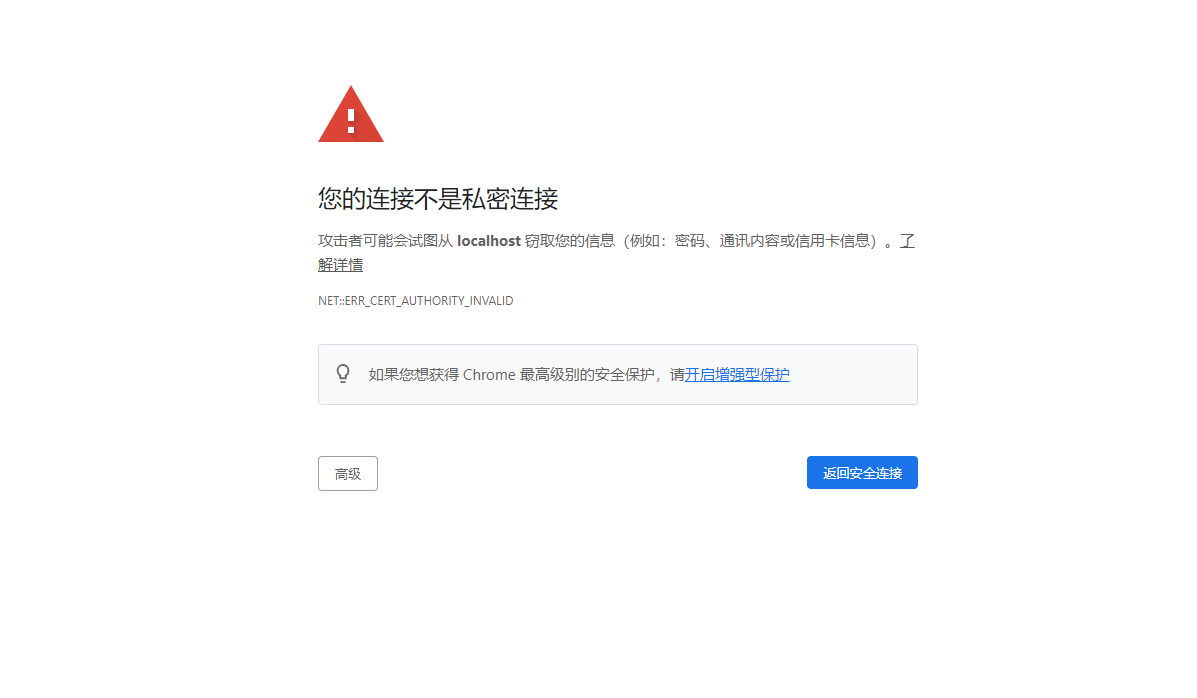 您的连接不是私密连接
攻击者可能会试图从 localhost 窃取您的信息（例如：密码、通讯内容或信用卡信息）。了
解详情
NET::ERR_CERT_AUTHORITY_INVALID
如果您想获得 Chrome 最高级别的安全保护，请开启增强型保护
高级
返回安全连接